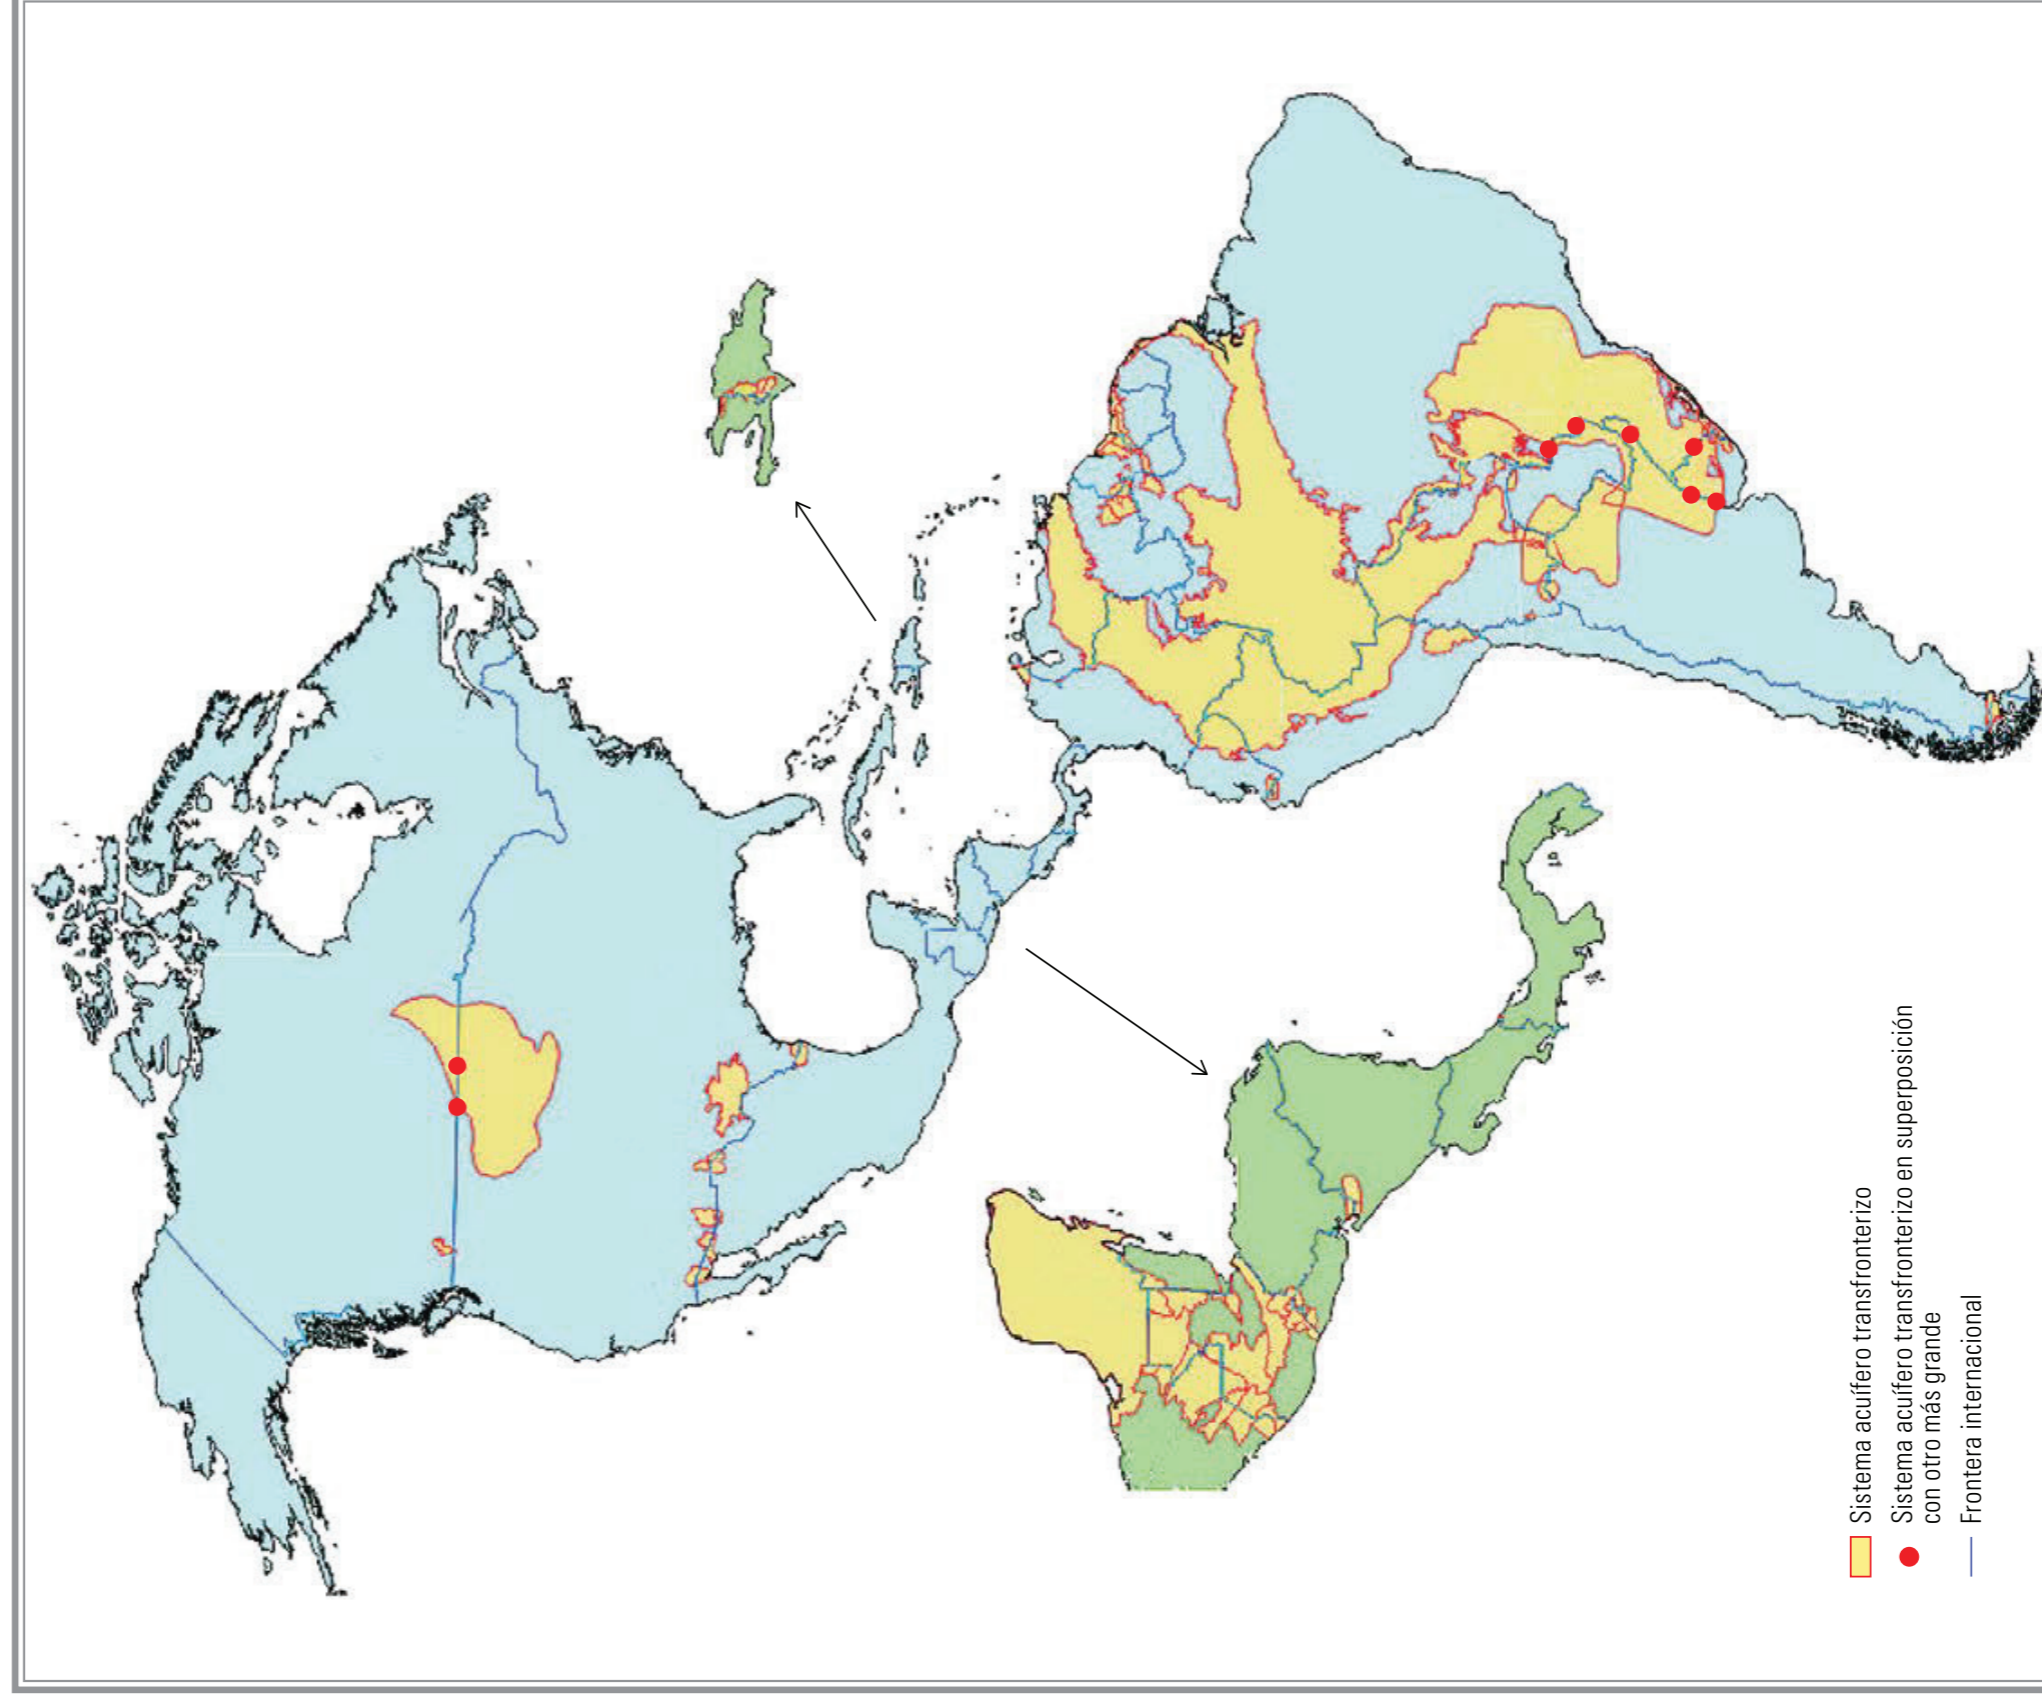 Sistema acuífero transfronterizo
Sistema acuífero transfronterizo en superposición
con otro más grande
Frontera internacional